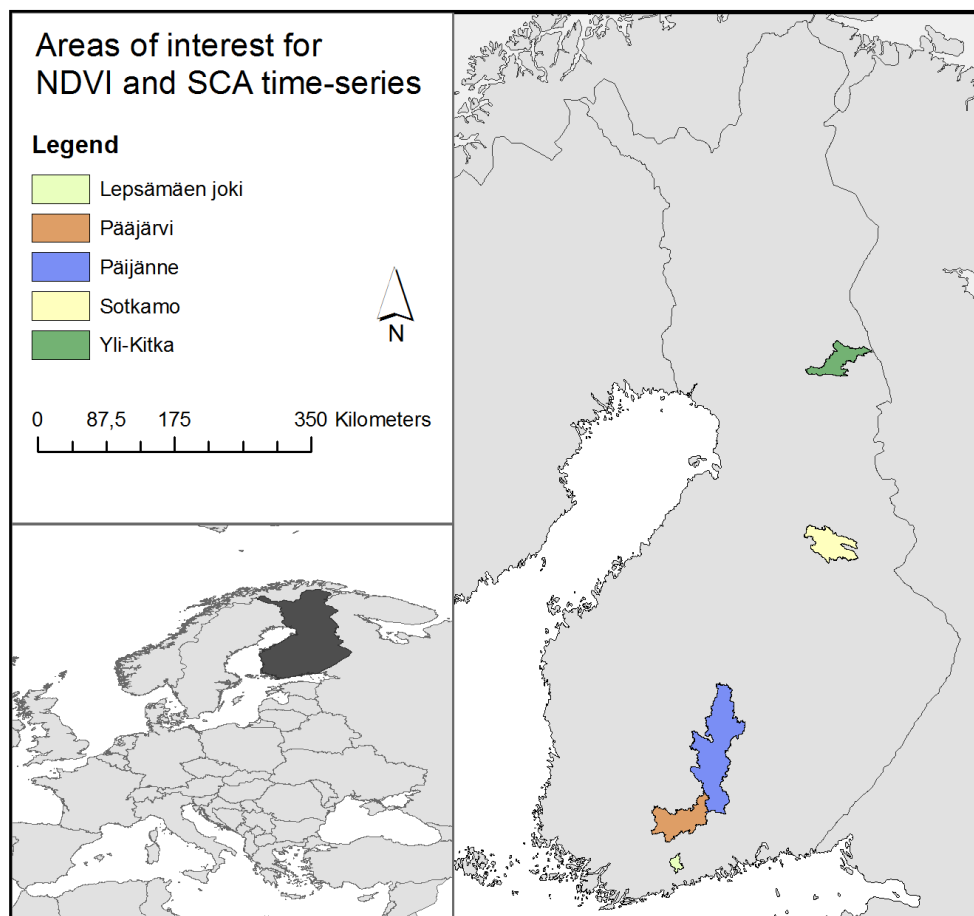 Areas of interest for
NDVI and SCA time-series
Legend
Lepsämäen joki
Pääjärvi
Päijänne
Sotkamo
Yli-Kitka
N
0 87,5 175 350 Kilometers